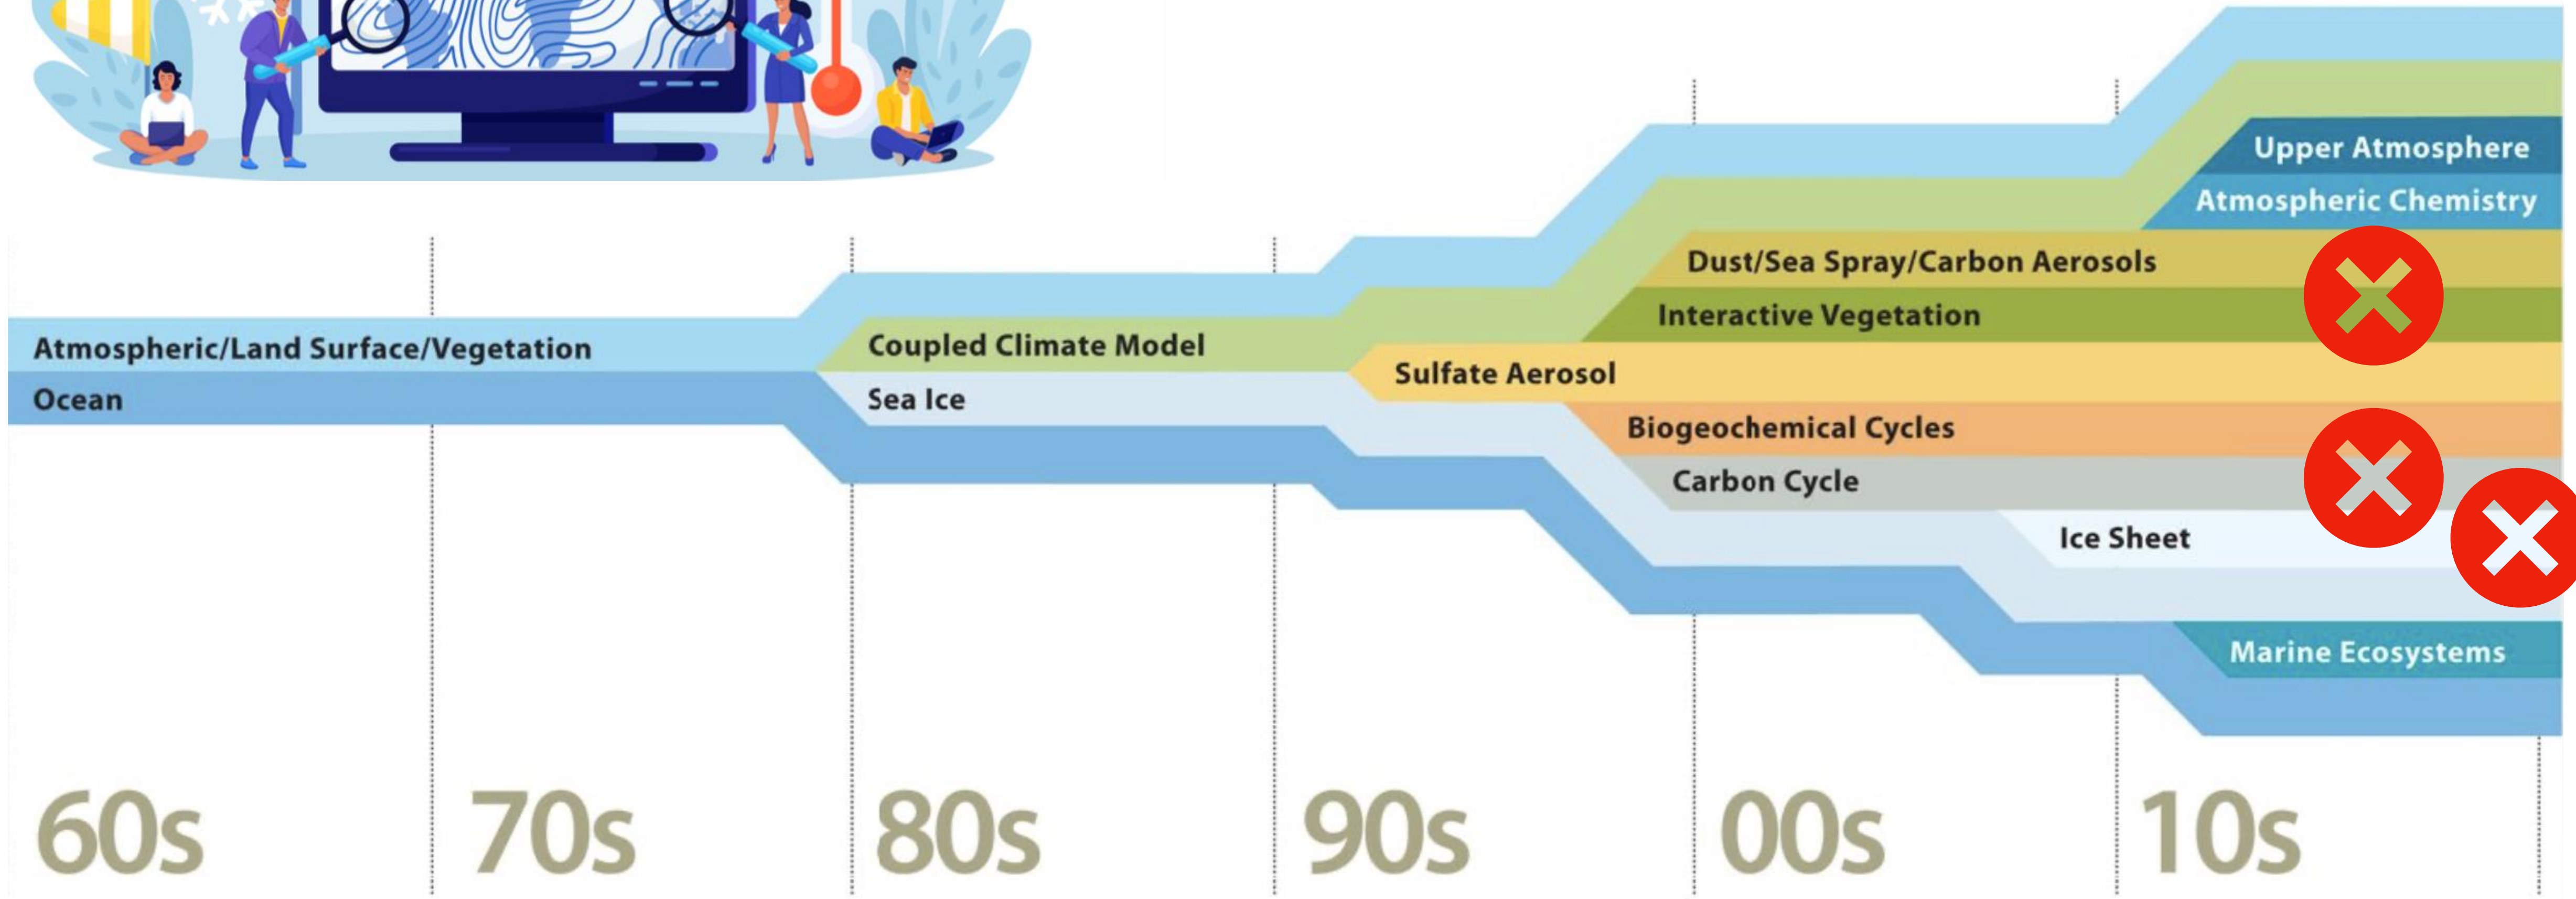 Upper Atmosphere
Atmospheric Chemistry
Dust/Sea Spray/Carbon Aerosols
Interactive Vegetation
Atmospheric/Land Surface/Vegetation
Coupled Climate Model
Sulfate Aerosol
Ocean
Sea Ice
Biogeochemical Cycles
Carbon Cycle
Ice Sheet
Marine Ecosystems
60s
70s
80s
90s
00s
10s